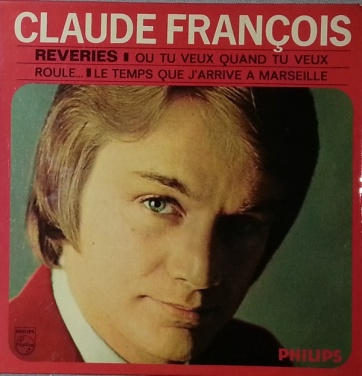 CLAUDE FRANÇOIS
REVERIES ▮ OU TU VEUX QUAND TU VEUX
ROULE... ▮ LE TEMPS QUE J'ARRIVE A MARSEILLE
PHILIPS
PHILIPS